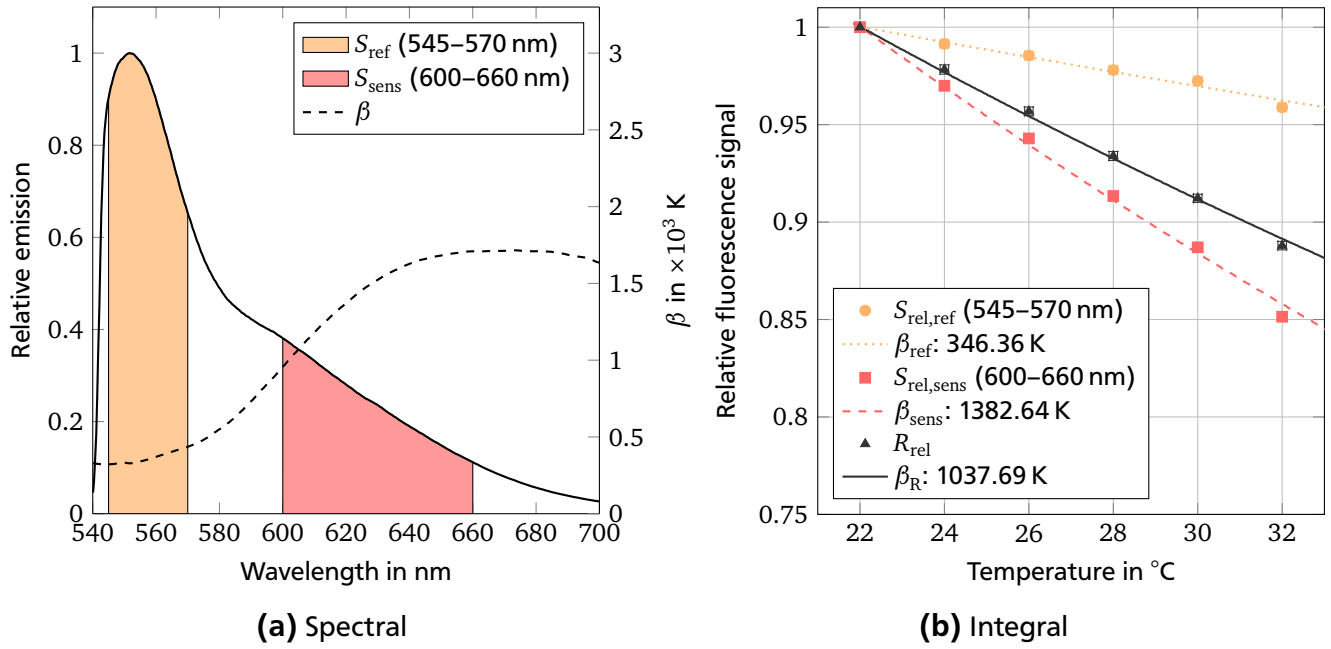 S_ref (545–570 nm)
S_sens (600–660 nm)
β
Relative emission
0
0.2
0.4
0.6
0.8
1
540 560 580 600 620 640 660 680 700
Wavelength in nm
0
0.5
1
1.5
2
2.5
3
β in ×10³ K
(a) Spectral
Relative fluorescence signal
1
0.95
0.9
0.85
0.8
0.75
S_rel,ref (545–570 nm)
β_ref: 346.36 K
S_rel,sens (600–660 nm)
β_sens: 1382.64 K
R_rel
β_R: 1037.69 K
22 24 26 28 30 32
Temperature in °C
(b) Integral